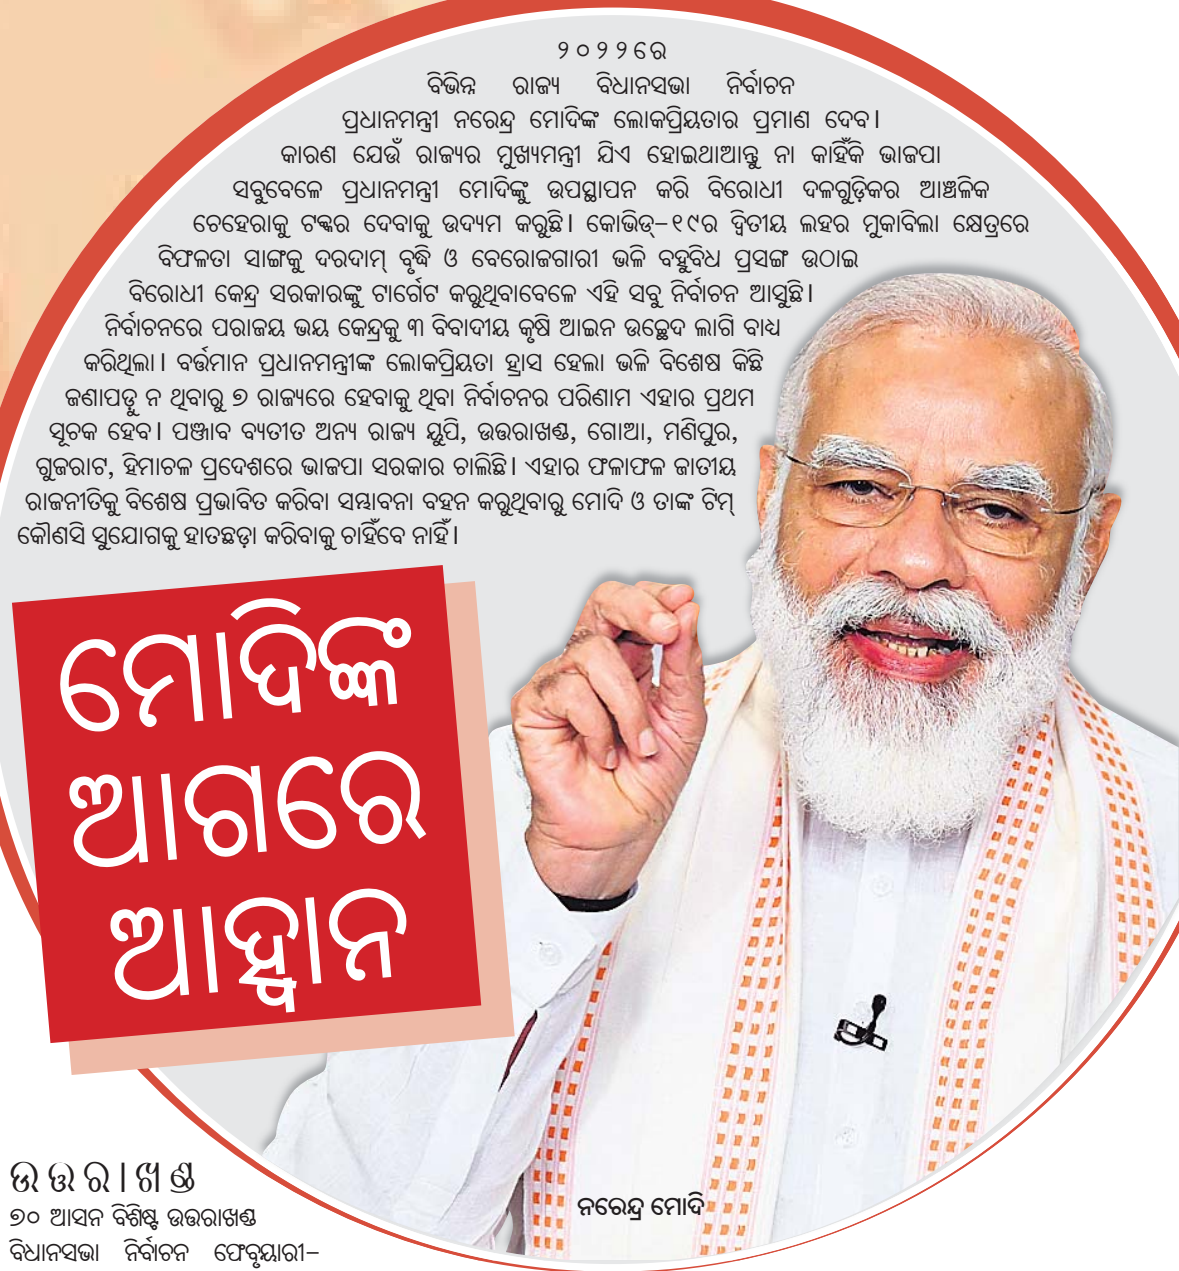 ୨୦୨୨ରେ
ବିଭିନ୍ନ ରାଜ୍ୟ ବିଧାନସଭା ନିର୍ବାଚନ
ପ୍ରଧାନମନ୍ତ୍ରୀ ନରେନ୍ଦ୍ର ମୋଦିଙ୍କ ଲୋକପ୍ରିୟତାର ପ୍ରମାଣ ଦେବ।
କାରଣ ଯେଉଁ ରାଜ୍ୟର ମୁଖ୍ୟମନ୍ତ୍ରୀ ଯିଏ ହୋଇଥାଆନ୍ତୁ ନା କାହିଁକି ଭାଜପା
ସବୁବେଳେ ପ୍ରଧାନମନ୍ତ୍ରୀ ମୋଦିଙ୍କୁ ଉପସ୍ଥାପନ କରି ବିରୋଧୀ ଦଳଗୁଡ଼ିକର ଆଞ୍ଚଳିକ
ଚେହେରାକୁ ଟକ୍କର ଦେବାକୁ ଉଦ୍ୟମ କରୁଛି। କୋଭିଡ୍-୧୯ର ଦ୍ୱିତୀୟ ଲହର ମୁକାବିଲା କ୍ଷେତ୍ରରେ
ବିଫଳତା ସାଙ୍ଗକୁ ଦରଦାମ୍ ବୃଦ୍ଧି ଓ ବେରୋଜଗାରୀ ଭଳି ବହୁବିଧ ପ୍ରସଙ୍ଗ ଉଠାଇ
ବିରୋଧୀ କେନ୍ଦ୍ର ସରକାରଙ୍କୁ ଟାର୍ଗେଟ କରୁଥିବାବେଳେ ଏହି ସବୁ ନିର୍ବାଚନ ଆସୁଛି।
ନିର୍ବାଚନରେ ପରାଜୟ ଭୟ କେନ୍ଦ୍ରକୁ ୩ ବିବାଦୀୟ କୃଷି ଆଇନ ଉଚ୍ଛେଦ ଲାଗି ବାଧ୍ୟ
କରିଥିଲା। ବର୍ତ୍ତମାନ ପ୍ରଧାନମନ୍ତ୍ରୀଙ୍କ ଲୋକପ୍ରିୟତା ହ୍ରାସ ହେଲା ଭଳି ବିଶେଷ କିଛି
ଜଣାପଡ଼ୁ ନ ଥିବାରୁ ୭ ରାଜ୍ୟରେ ହେବାକୁ ଥିବା ନିର୍ବାଚନର ପରିଣାମ ଏହାର ପ୍ରଥମ
ସୂଚକ ହେବ। ପଞ୍ଜାବ ବ୍ୟତୀତ ଅନ୍ୟ ରାଜ୍ୟ ୟୁପି, ଉତ୍ତରାଖଣ୍ଡ, ଗୋଆ, ମଣିପୁର,
ଗୁଜରାଟ, ହିମାଚଳ ପ୍ରଦେଶରେ ଭାଜପା ସରକାର ଚାଲିଛି। ଏହାର ଫଳାଫଳ ଜାତୀୟ
ରାଜନୀତିକୁ ବିଶେଷ ପ୍ରଭାବିତ କରିବା ସମ୍ଭାବନା ବହନ କରୁଥିବାରୁ ମୋଦି ଓ ତାଙ୍କ ଟିମ୍
କୌଣସି ସୁଯୋଗକୁ ହାତଛଡ଼ା କରିବାକୁ ଚାହିଁବେ ନାହିଁ।
ମୋଦିଙ୍କ
ଆଗରେ
ଆହ୍ୱାନ
ଉତ୍ତରାଖଣ୍ଡ
୭୦ ଆସନ ବିଶିଷ୍ଟ ଉତ୍ତରାଖଣ୍ଡ
ବିଧାନସଭା ନିର୍ବାଚନ ଫେବୃୟାରୀ-
ନରେନ୍ଦ୍ର ମୋଦି